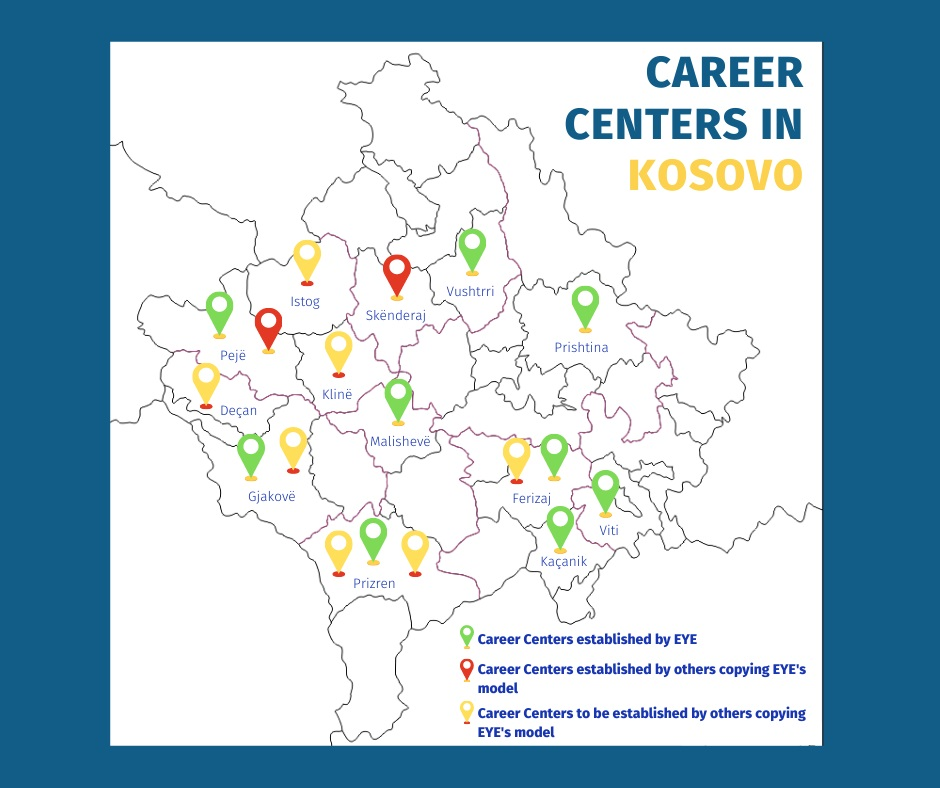 CAREER
CENTERS IN
KOSOVO
Istog
Skënderaj
Vushtrri
Pejë
Prishtina
Klinë
Deçan
Malishevë
Gjakovë
Ferizaj
Viti
Kaçanik
Prizren
Career Centers established by EYE
Career Centers established by others copying EYE's
model
Career Centers to be established by others copying
EYE's model